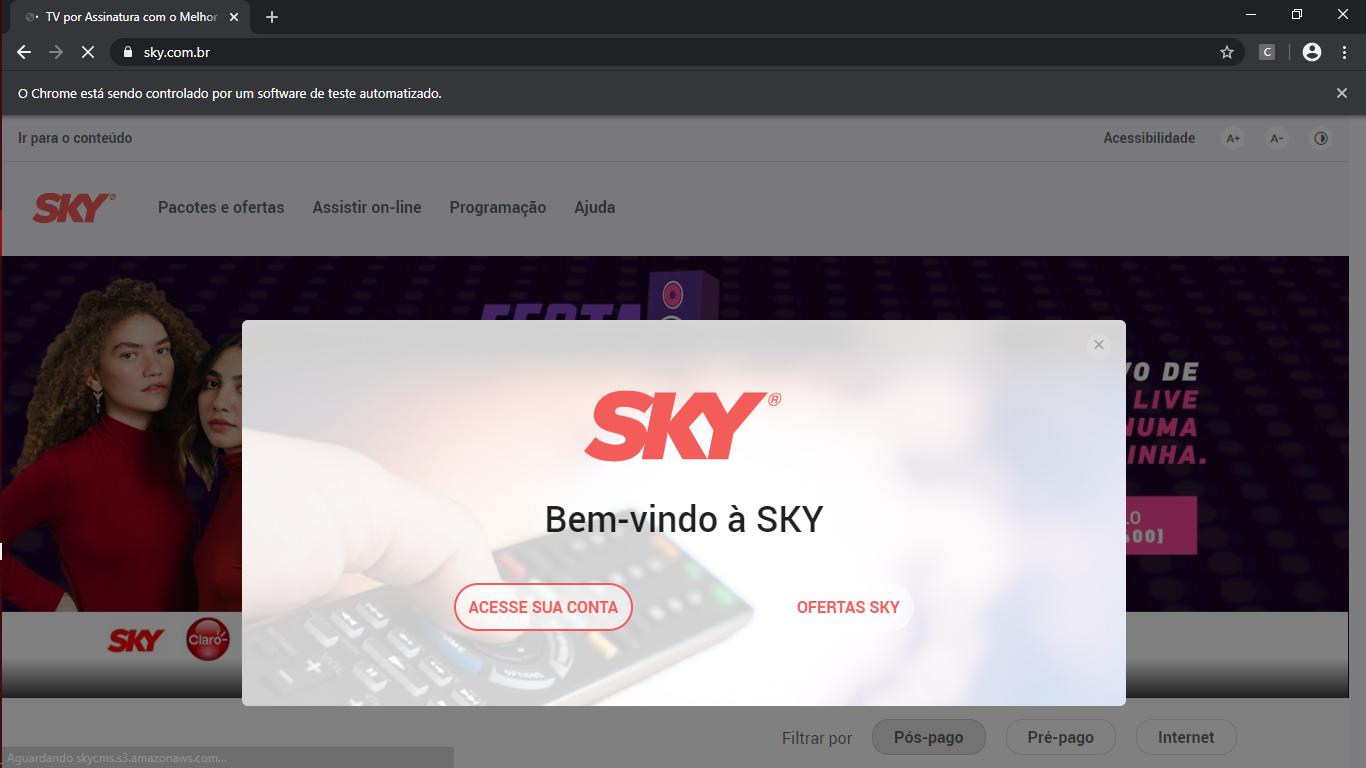 TV por Assinatura com o Melhor
sky.com.br
C
O Chrome está sendo controlado por um software de teste automatizado.
Ir para o conteúdo
Acessibilidade
A+
A-
SKY®
Pacotes e ofertas
Assistir on-line
Programação
Ajuda
DE
LIVE
NUMA
INHA.
LO
600]
SKY®
Bem-vindo à SKY
ACESSE SUA CONTA
OFERTAS SKY
SKY
Claro
Filtrar por
Pós-pago
Pré-pago
Internet
Aguardando skycms.s3.amazonaws.com...